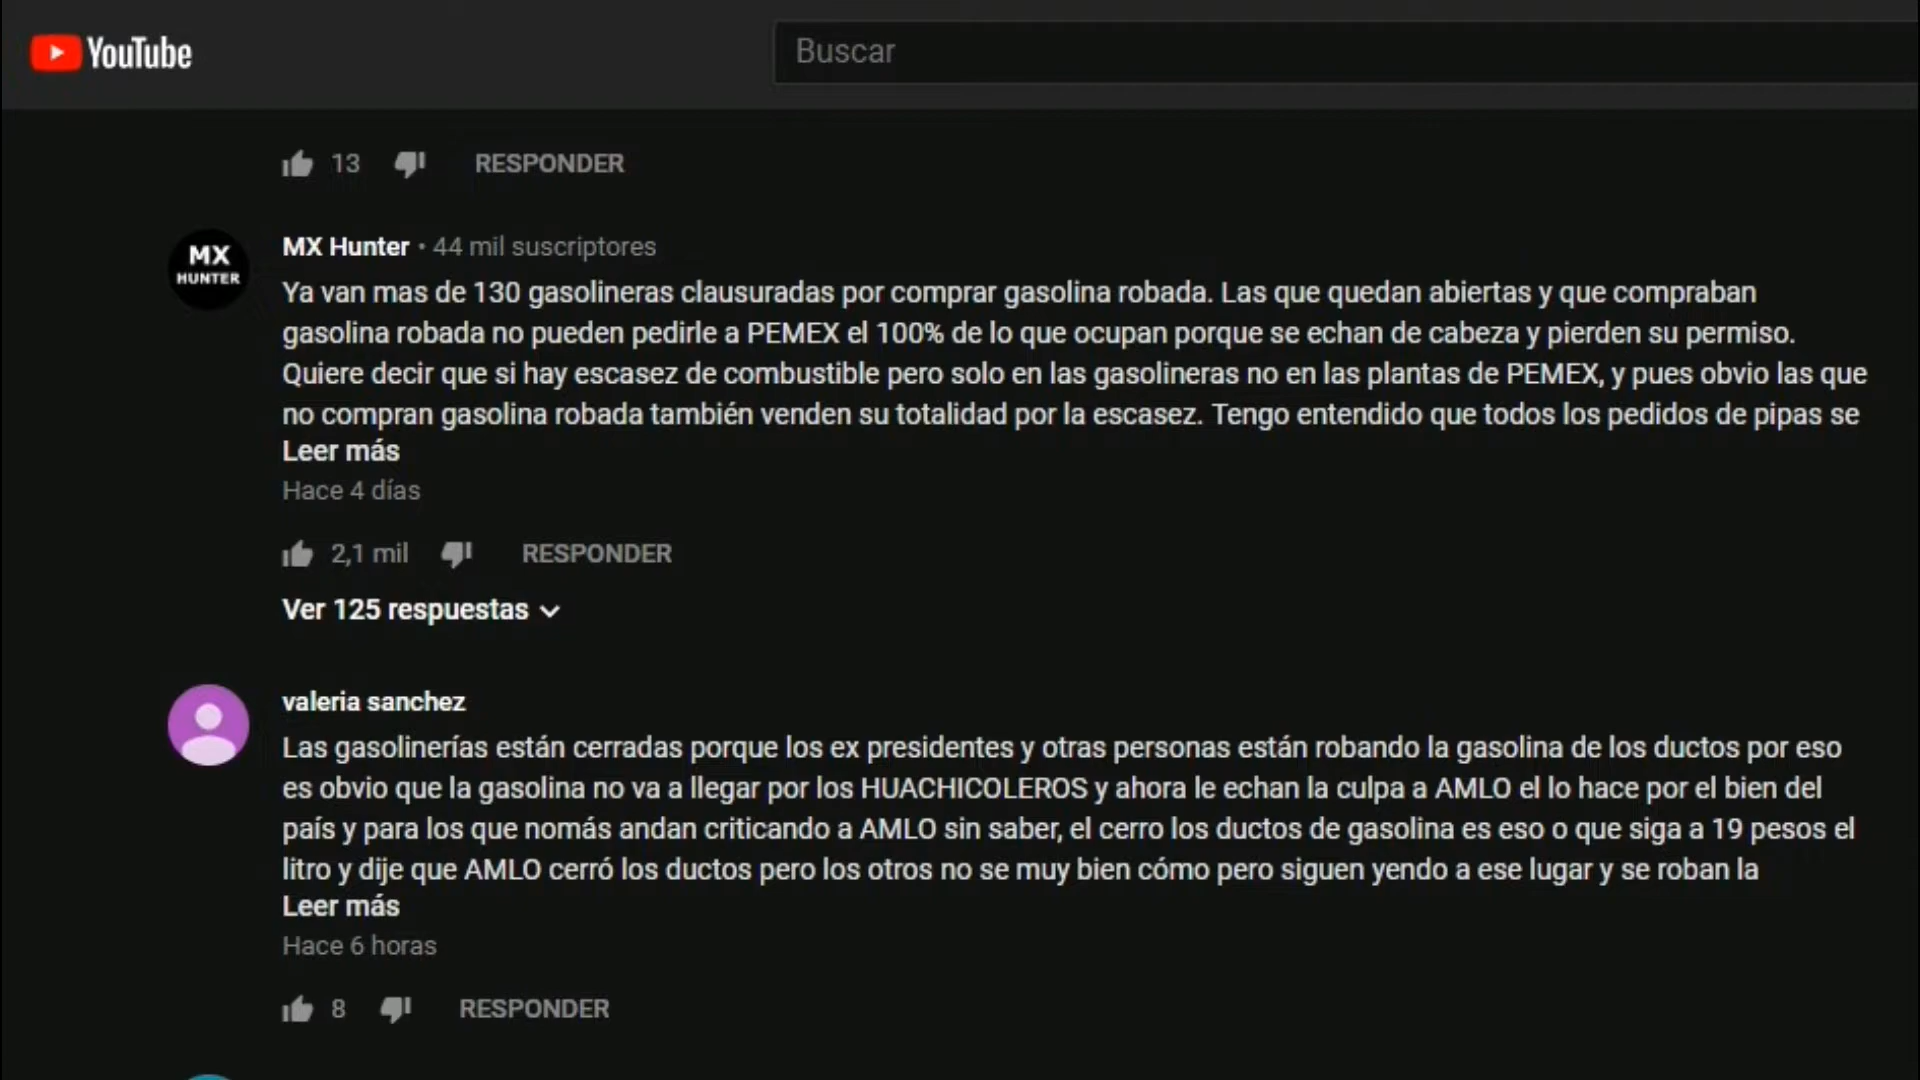 YouTube
Buscar
13
RESPONDER
MX HUNTER
MX Hunter • 44 mil suscriptores
Ya van mas de 130 gasolineras clausuradas por comprar gasolina robada. Las que quedan abiertas y que compraban
gasolina robada no pueden pedirle a PEMEX el 100% de lo que ocupan porque se echan de cabeza y pierden su permiso.
Quiere decir que si hay escasez de combustible pero solo en las gasolineras no en las plantas de PEMEX, y pues obvio las que
no compran gasolina robada también venden su totalidad por la escasez. Tengo entendido que todos los pedidos de pipas se
Leer más
Hace 4 días
2,1 mil
RESPONDER
Ver 125 respuestas
valeria sanchez
Las gasolinerías están cerradas porque los ex presidentes y otras personas están robando la gasolina de los ductos por eso
es obvio que la gasolina no va a llegar por los HUACHICOLEROS y ahora le echan la culpa a AMLO el lo hace por el bien del
país y para los que nomás andan criticando a AMLO sin saber, el cerro los ductos de gasolina es eso o que siga a 19 pesos el
litro y dije que AMLO cerró los ductos pero los otros no se muy bien cómo pero siguen yendo a ese lugar y se roban la
Leer más
Hace 6 horas
8
RESPONDER